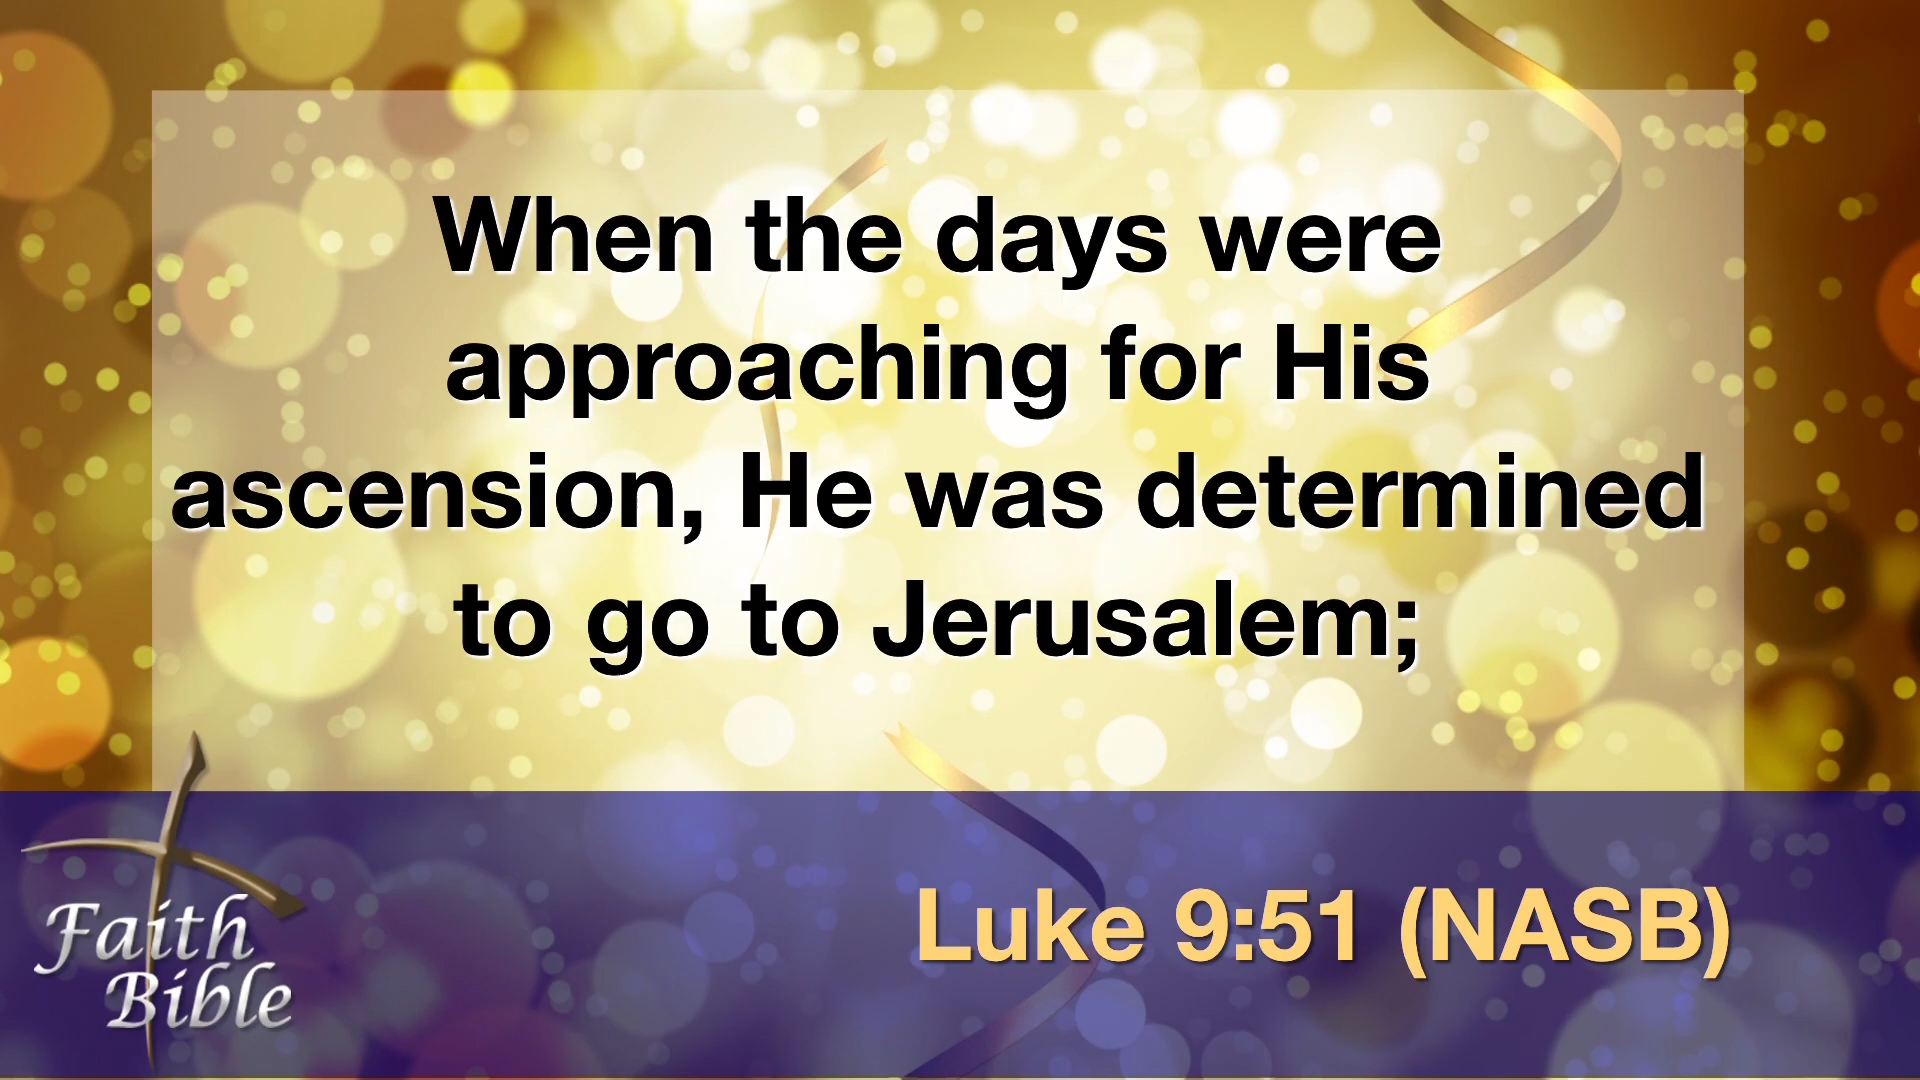 When the days were
approaching for His
ascension, He was determined
to go to Jerusalem;
Luke 9:51 (NASB)
Faith
Bible